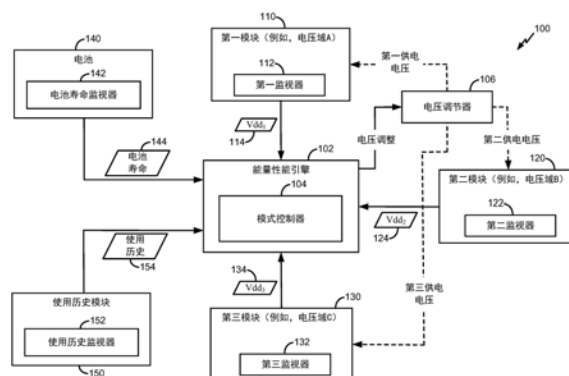 100
140
电池
142
电池寿命监视器
144
电池
寿命
110
第一模块（例如，电压域A）
112
第一监视器
Vdd₁
114
第一供电
电压
106
电压调节器
电压调整
第二供电电压
102
能量性能引擎
104
模式控制器
120
第二模块（例如，电压域B）
122
第二监视器
Vdd₂
124
使用
历史
154
使用历史模块
152
使用历史监视器
150
134
Vdd₃
130
第三模块（例如，电压域C）
132
第三监视器
第三供电
电压